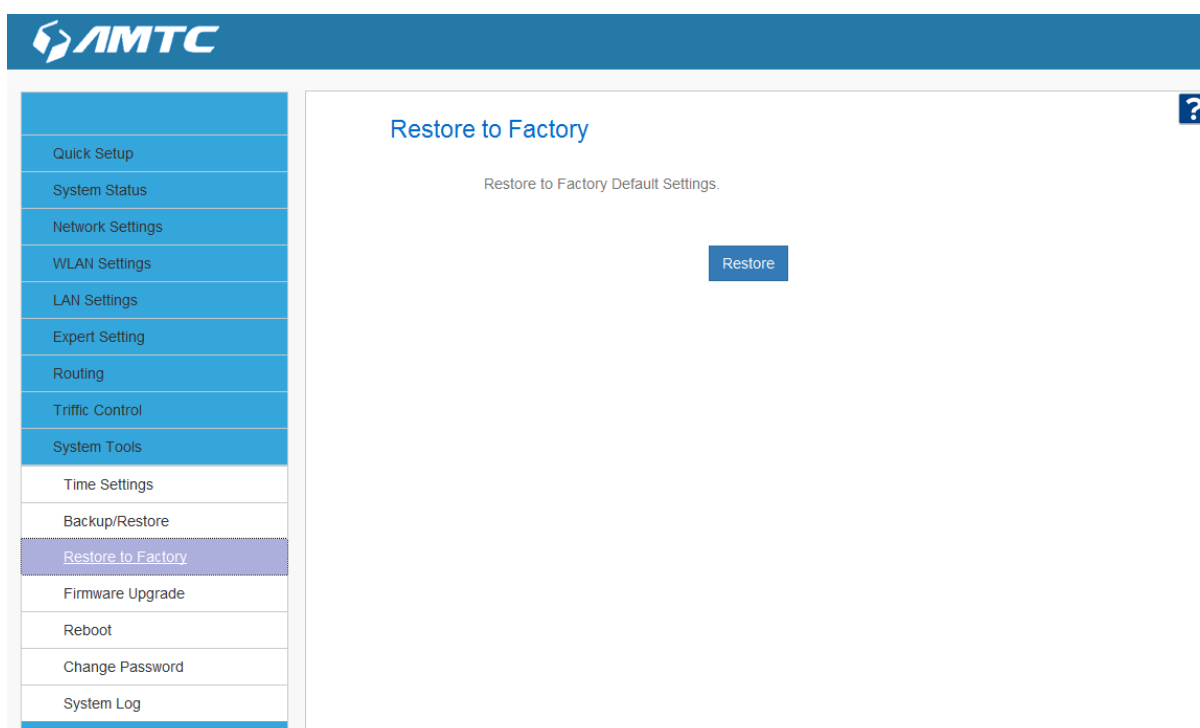 AMTC
Quick Setup
System Status
Network Settings
WLAN Settings
LAN Settings
Expert Setting
Routing
Triffic Control
System Tools
Time Settings
Backup/Restore
Restore to Factory
Firmware Upgrade
Reboot
Change Password
System Log
Restore to Factory
Restore to Factory Default Settings.
Restore
?